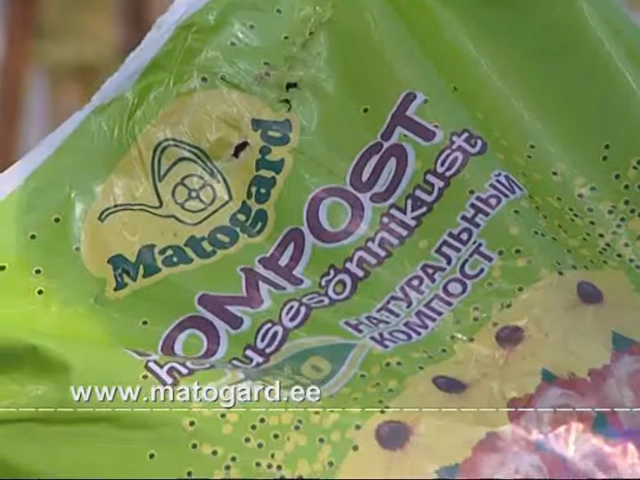 Matogard
KOMPOST
hobusesõnnikust
НАТУРАЛЬНЫЙ
КОМПОСТ
www.matogard.ee